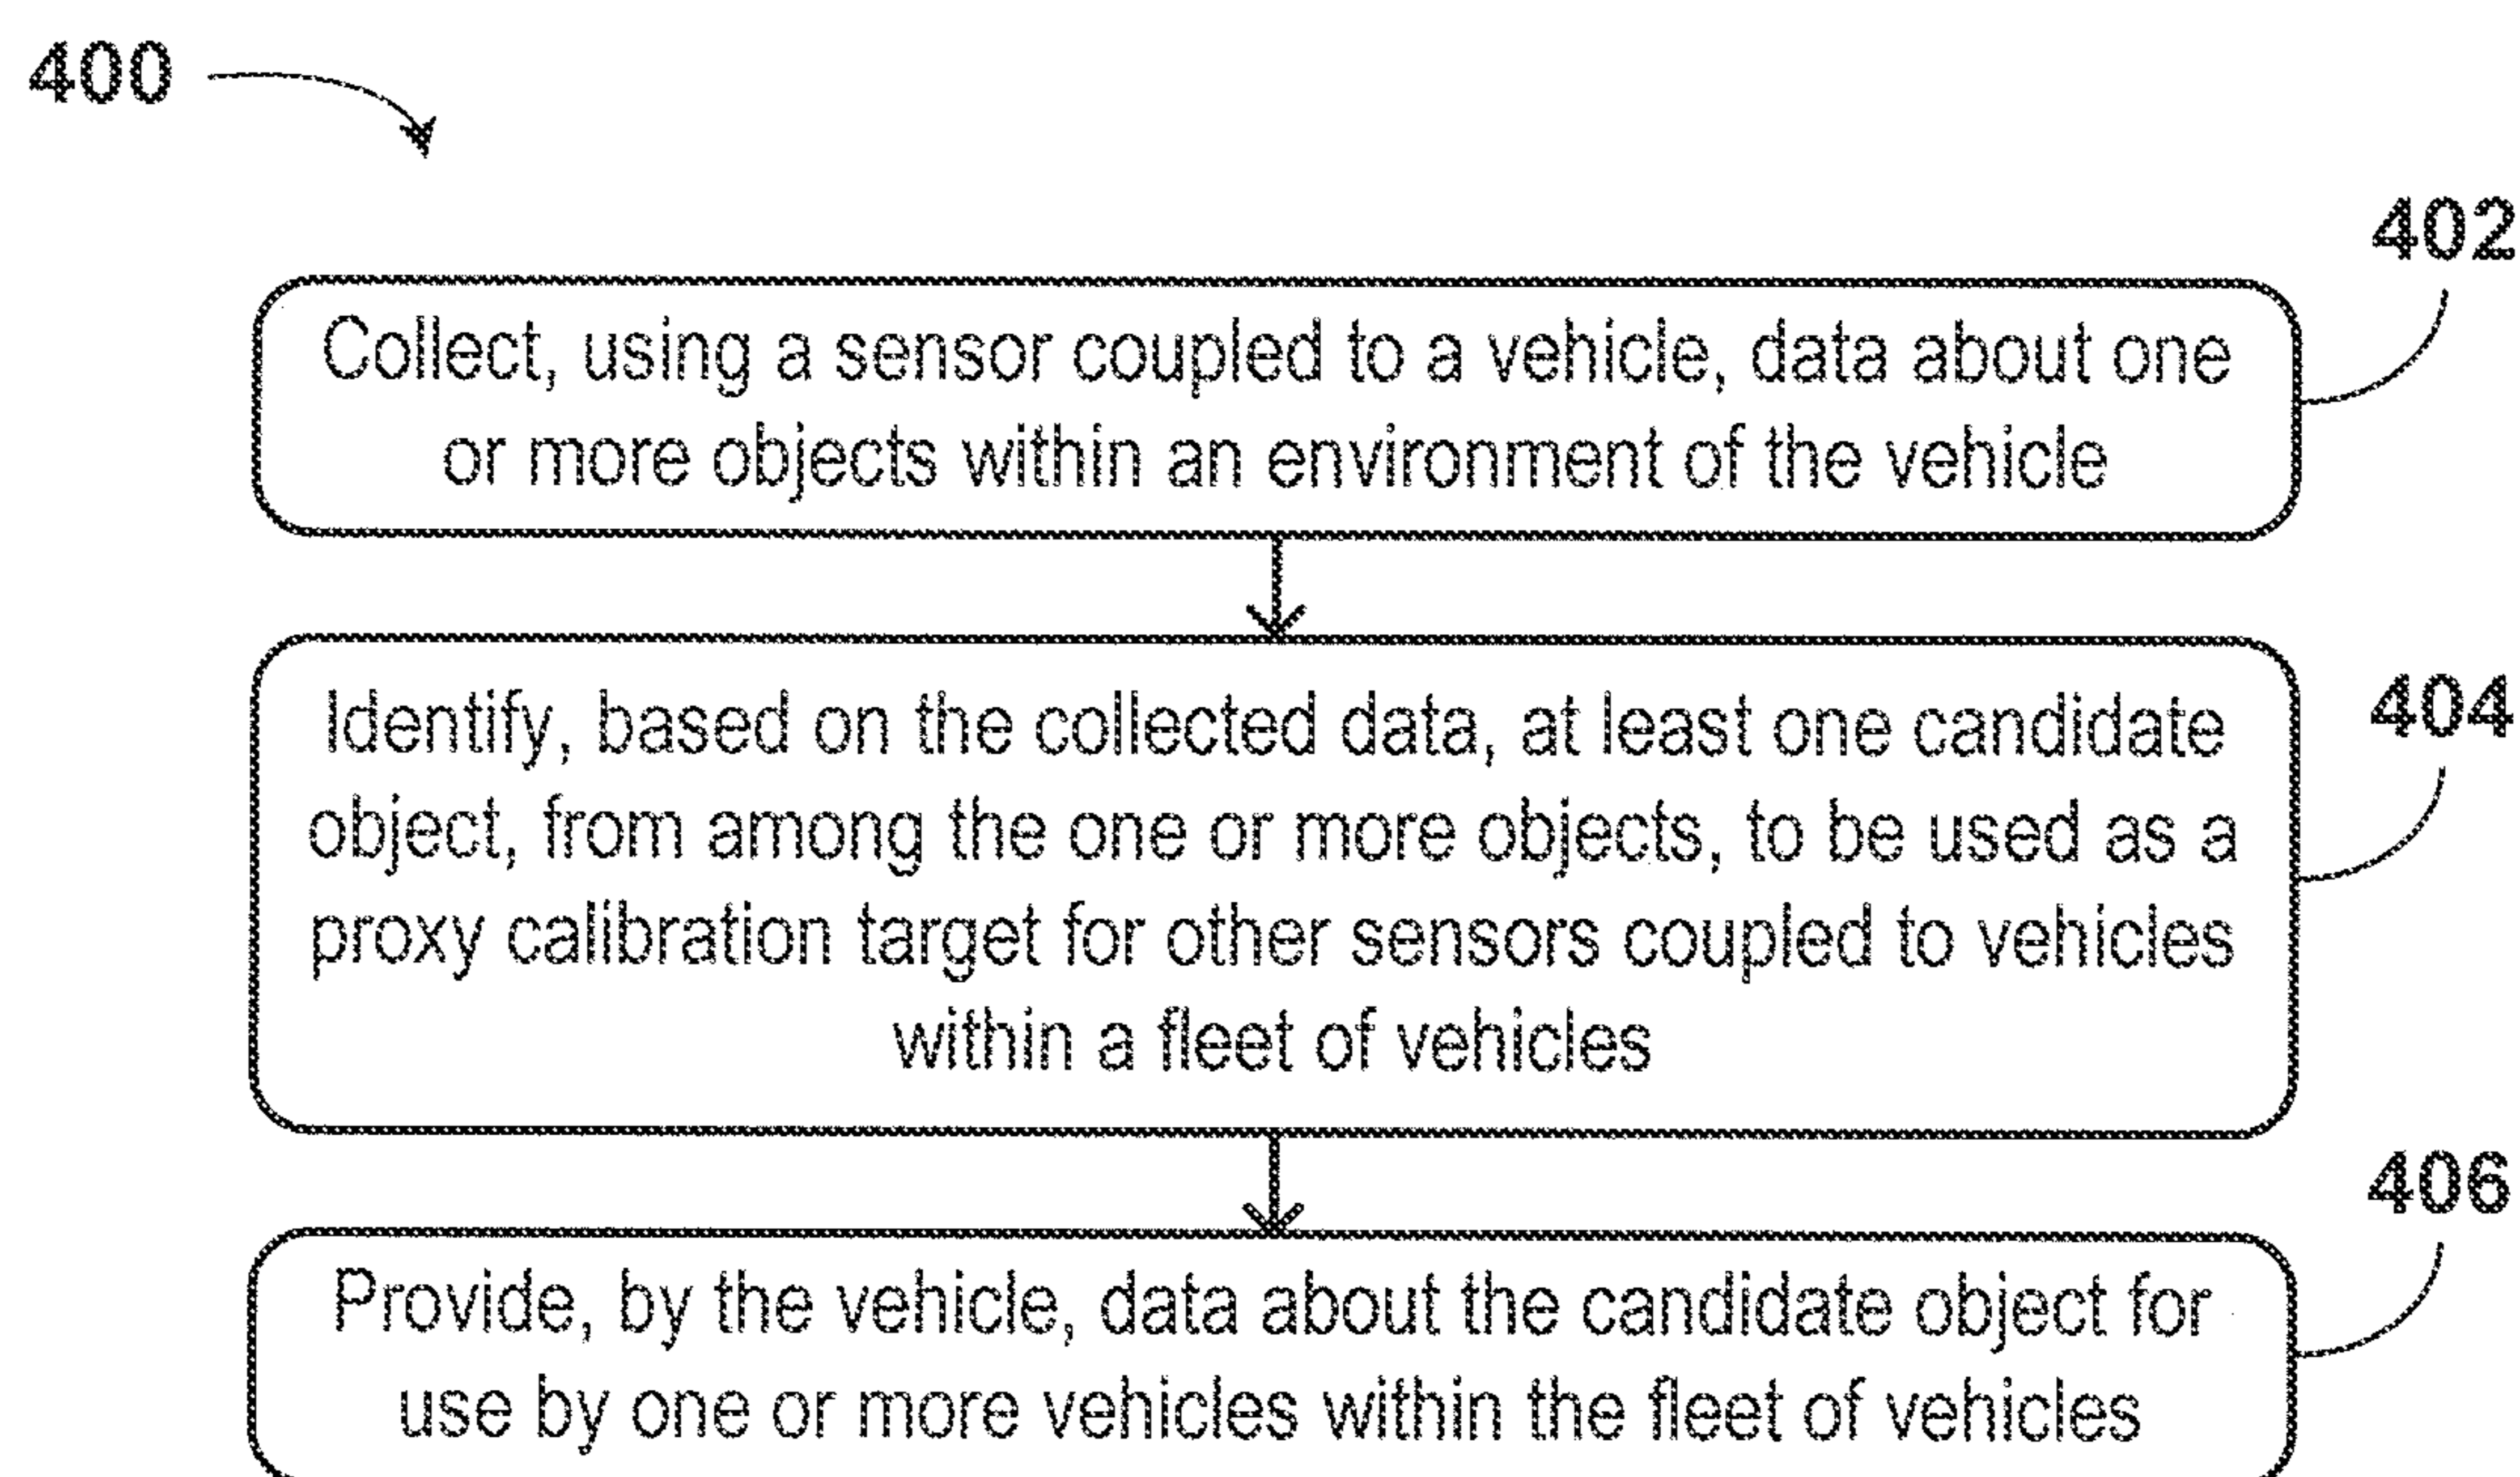 400
402
Collect, using a sensor coupled to a vehicle, data about one
or more objects within an environment of the vehicle
404
Identify, based on the collected data, at least one candidate
object, from among the one or more objects, to be used as a
proxy calibration target for other sensors coupled to vehicles
within a fleet of vehicles
406
Provide, by the vehicle, data about the candidate object for
use by one or more vehicles within the fleet of vehicles